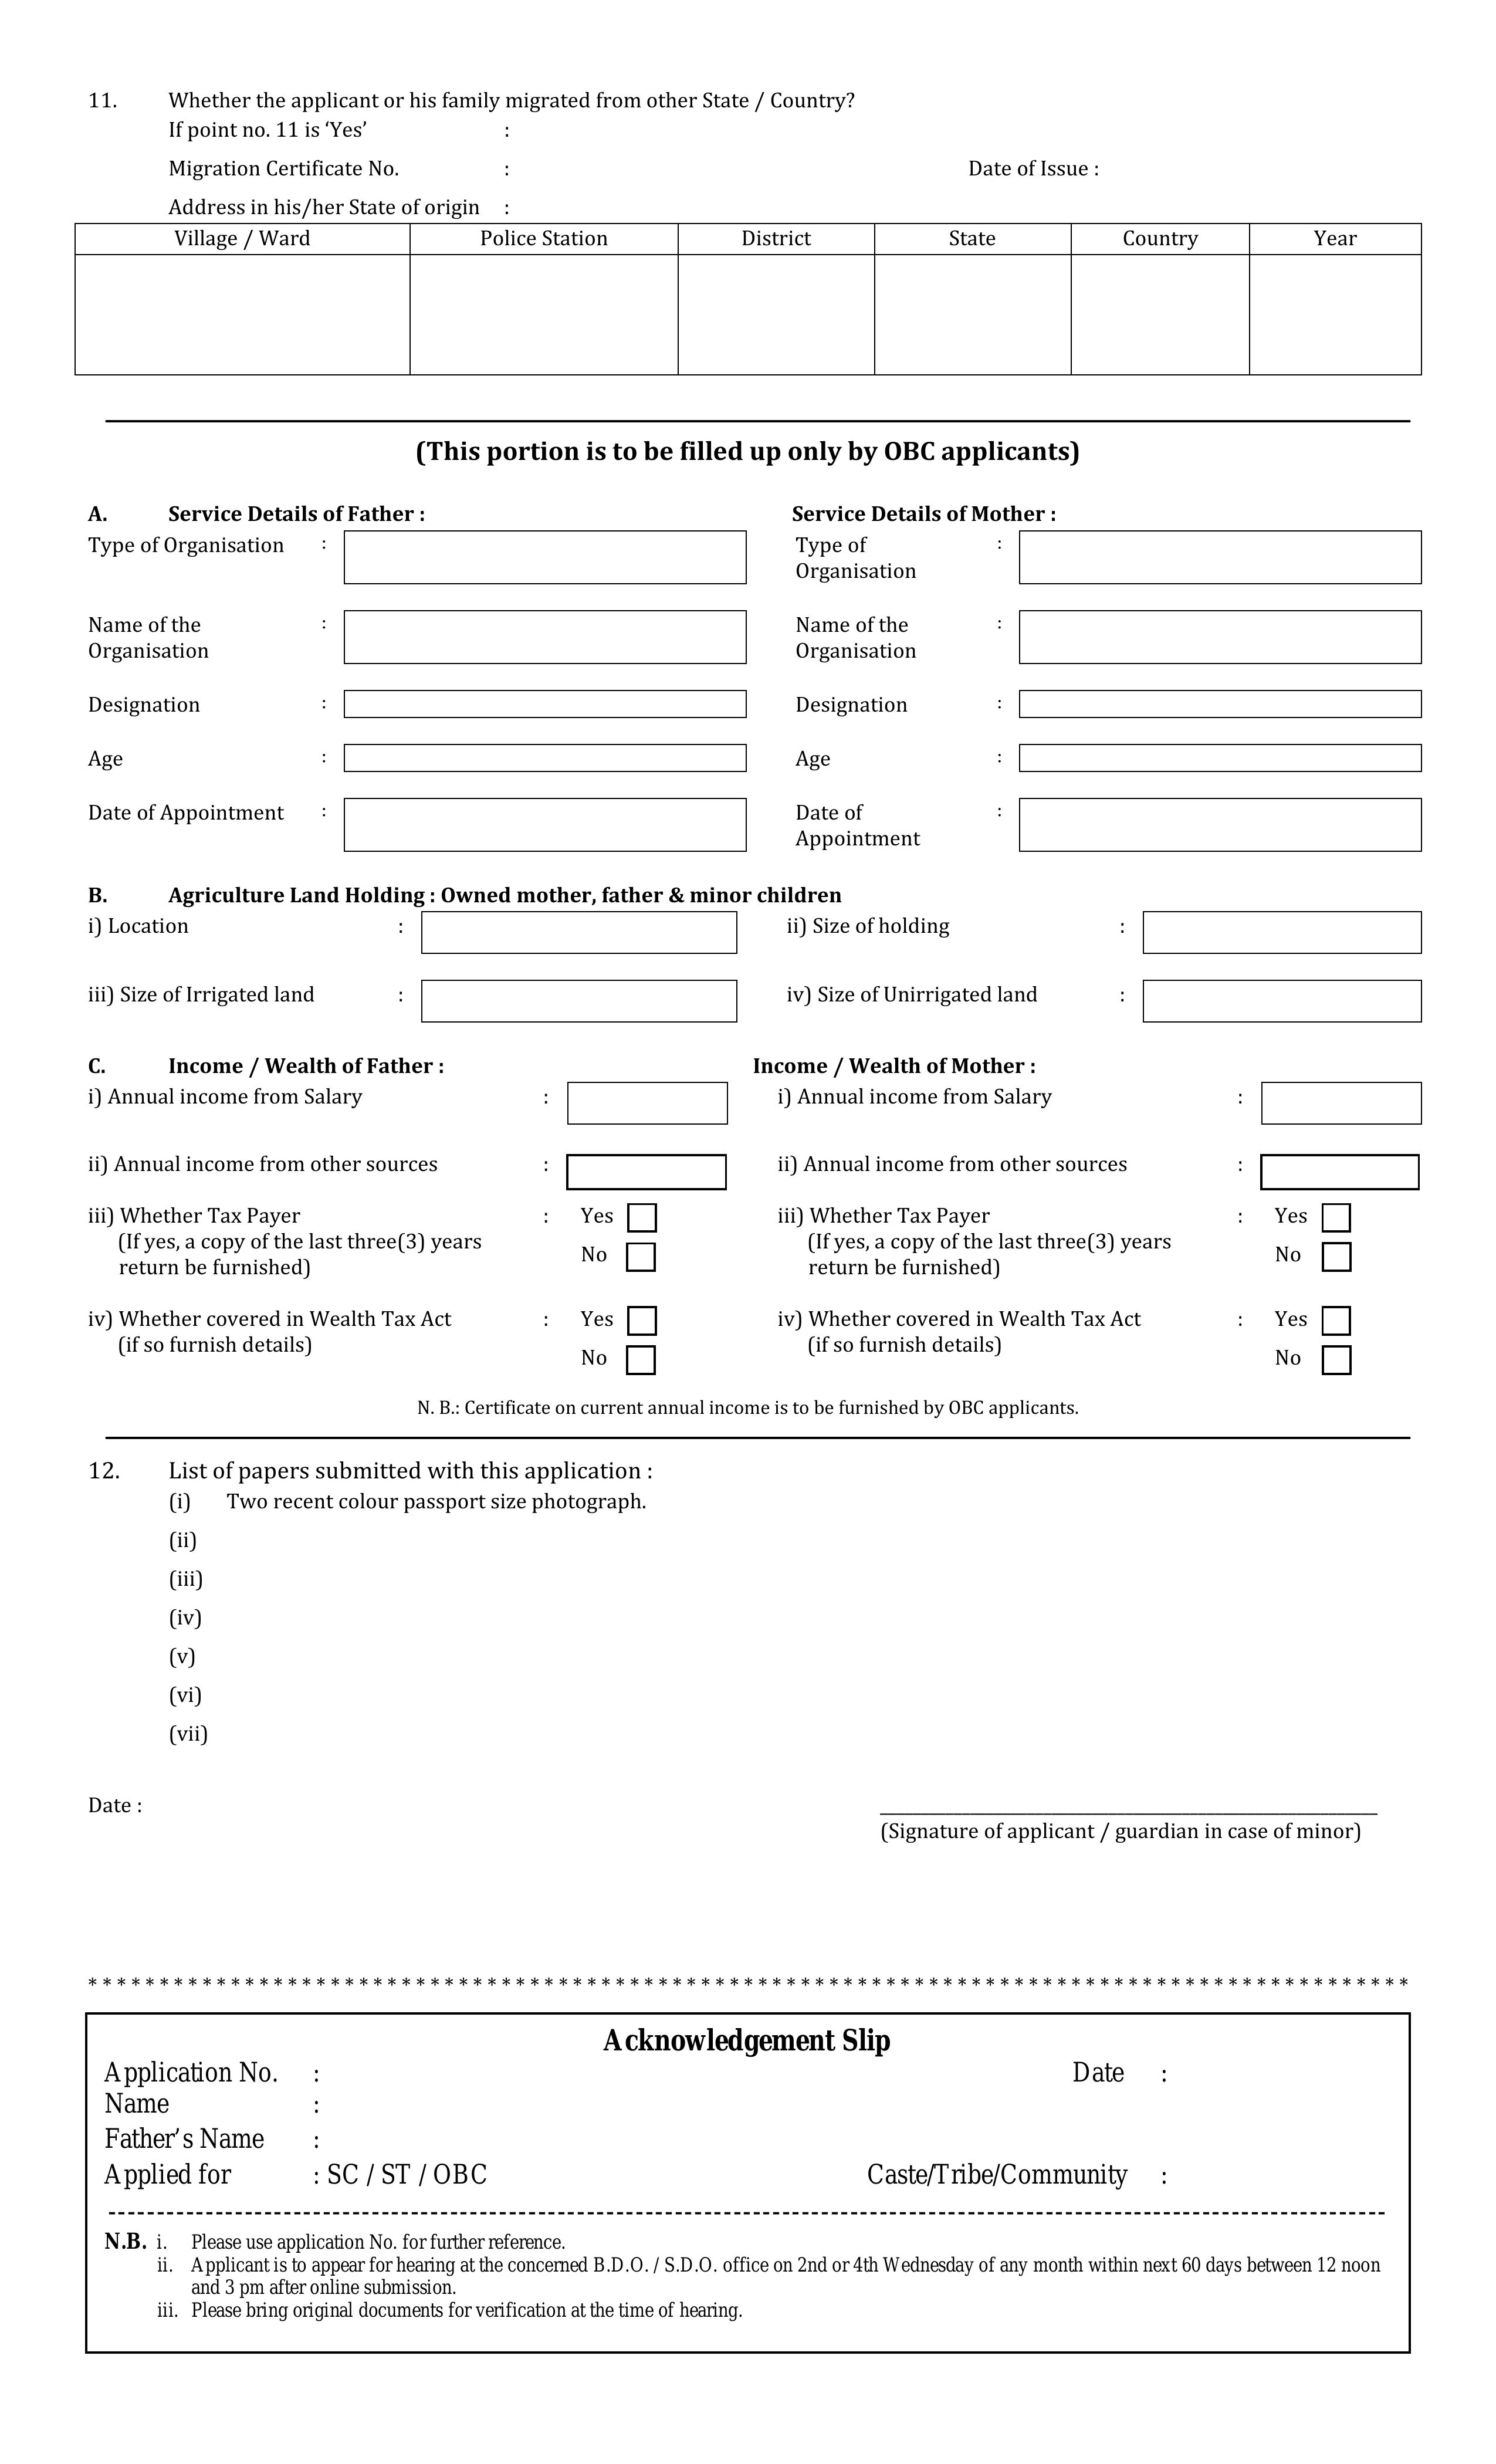 11. Whether the applicant or his family migrated from other State / Country?
If point no. 11 is ‘Yes’ :
Migration Certificate No. : Date of Issue :
Address in his/her State of origin :
Village / Ward Police Station District State Country Year
(This portion is to be filled up only by OBC applicants)
A. Service Details of Father : Service Details of Mother :
Type of Organisation : Type of :
Organisation
Name of the : Name of the :
Organisation Organisation
Designation : Designation :
Age : Age :
Date of Appointment : Date of :
Appointment
B. Agriculture Land Holding : Owned mother, father & minor children
i) Location : ii) Size of holding :
iii) Size of Irrigated land : iv) Size of Unirrigated land :
C. Income / Wealth of Father : Income / Wealth of Mother :
i) Annual income from Salary : i) Annual income from Salary :
ii) Annual income from other sources : ii) Annual income from other sources :
iii) Whether Tax Payer : Yes iii) Whether Tax Payer : Yes
(If yes, a copy of the last three(3) years No (If yes, a copy of the last three(3) years No
return be furnished) return be furnished)
iv) Whether covered in Wealth Tax Act : Yes iv) Whether covered in Wealth Tax Act : Yes
(if so furnish details) No (if so furnish details) No
N. B.: Certificate on current annual income is to be furnished by OBC applicants.
12. List of papers submitted with this application :
(i) Two recent colour passport size photograph.
(ii)
(iii)
(iv)
(v)
(vi)
(vii)
Date :
(Signature of applicant / guardian in case of minor)
* * * * * * * * * * * * * * * * * * * * * * * * * * * * * * * * * * * * * * * * * * * * * * * * * * * * * * * * * * * * * * * * * * * * * * * * * * * * * * * * * * * * * * * * * * * *
Acknowledgement Slip
Application No. : Date :
Name :
Father’s Name :
Applied for : SC / ST / OBC Caste/Tribe/Community :
N.B. i. Please use application No. for further reference.
ii. Applicant is to appear for hearing at the concerned B.D.O. / S.D.O. office on 2nd or 4th Wednesday of any month within next 60 days between 12 noon
and 3 pm after online submission.
iii. Please bring original documents for verification at the time of hearing.